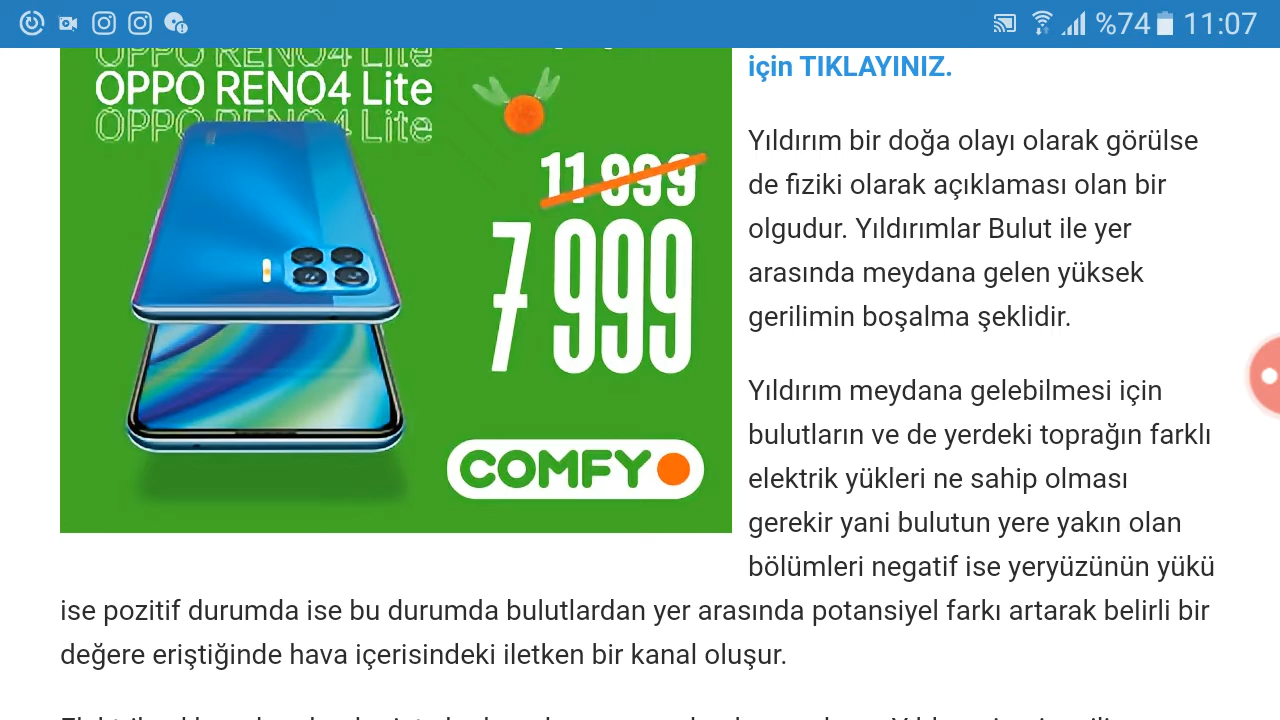 %74 11:07
OPPO RENO4 Lite
OPPO RENO4 Lite
OPPO RENO4 Lite
11 899
7 999
COMFY
için TIKLAYINIZ.
Yıldırım bir doğa olayı olarak görülse
de fiziki olarak açıklaması olan bir
olgudur. Yıldırımlar Bulut ile yer
arasında meydana gelen yüksek
gerilimin boşalma şeklidir.
Yıldırım meydana gelebilmesi için
bulutların ve de yerdeki toprağın farklı
elektrik yükleri ne sahip olması
gerekir yani bulutun yere yakın olan
bölümleri negatif ise yeryüzünün yükü
ise pozitif durumda ise bu durumda bulutlardan yer arasında potansiyel farkı artarak belirli bir
değere eriştiğinde hava içerisindeki iletken bir kanal oluşur.